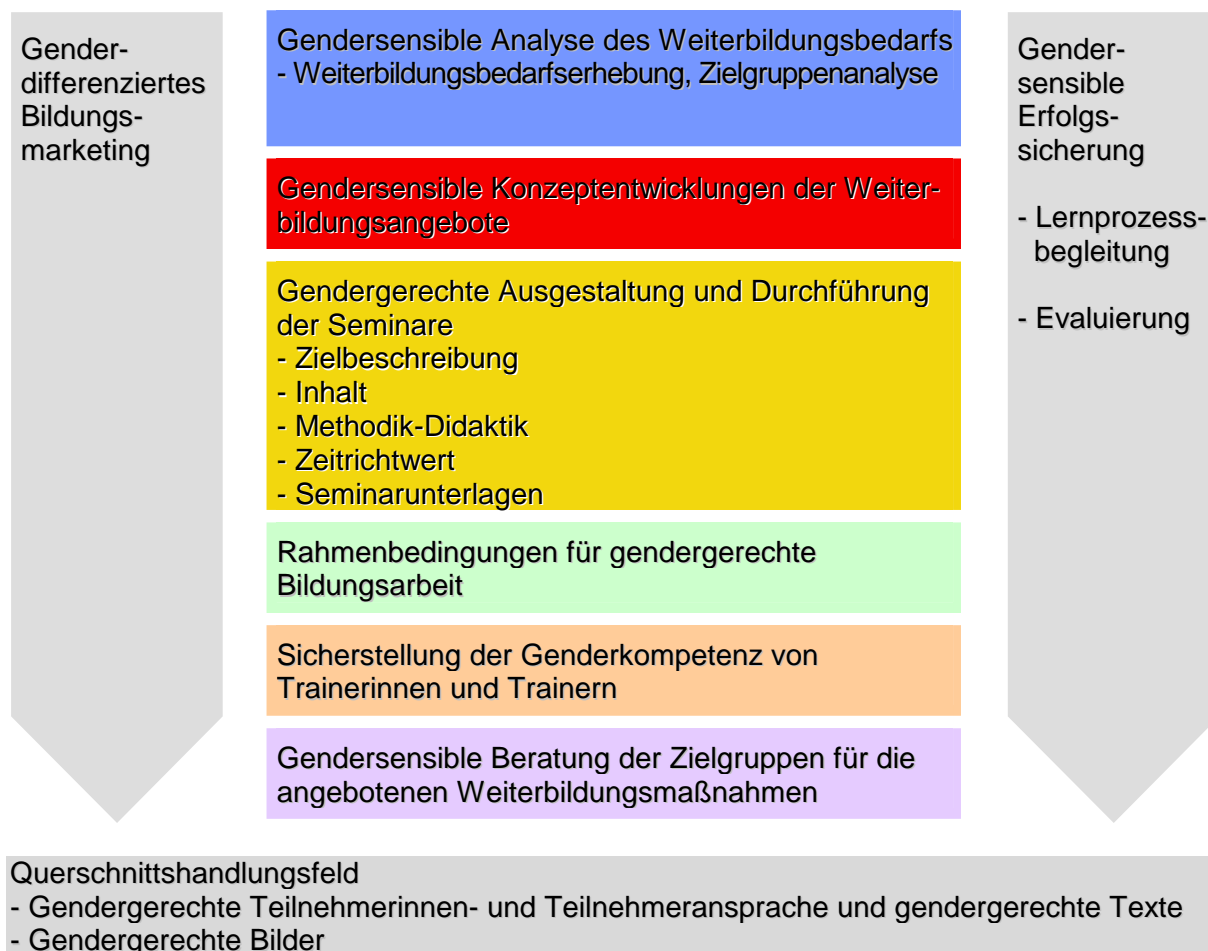 Gender-
differenziertes
Bildungs-
marketing
Gendersensible Analyse des Weiterbildungsbedarfs
- Weiterbildungsbedarfserhebung, Zielgruppenanalyse
Gendersensible Konzeptentwicklungen der Weiter-
bildungsangebote
Gendergerechte Ausgestaltung und Durchführung
der Seminare
- Zielbeschreibung
- Inhalt
- Methodik-Didaktik
- Zeitrichtwert
- Seminarunterlagen
Rahmenbedingungen für gendergerechte
Bildungsarbeit
Sicherstellung der Genderkompetenz von
Trainerinnen und Trainern
Gendersensible Beratung der Zielgruppen für die
angebotenen Weiterbildungsmaßnahmen
Gender-
sensible
Erfolgs-
sicherung
- Lernprozess-
begleitung
- Evaluierung
Querschnittshandlungsfeld
- Gendergerechte Teilnehmerinnen- und Teilnehmeransprache und gendergerechte Texte
- Gendergerechte Bilder